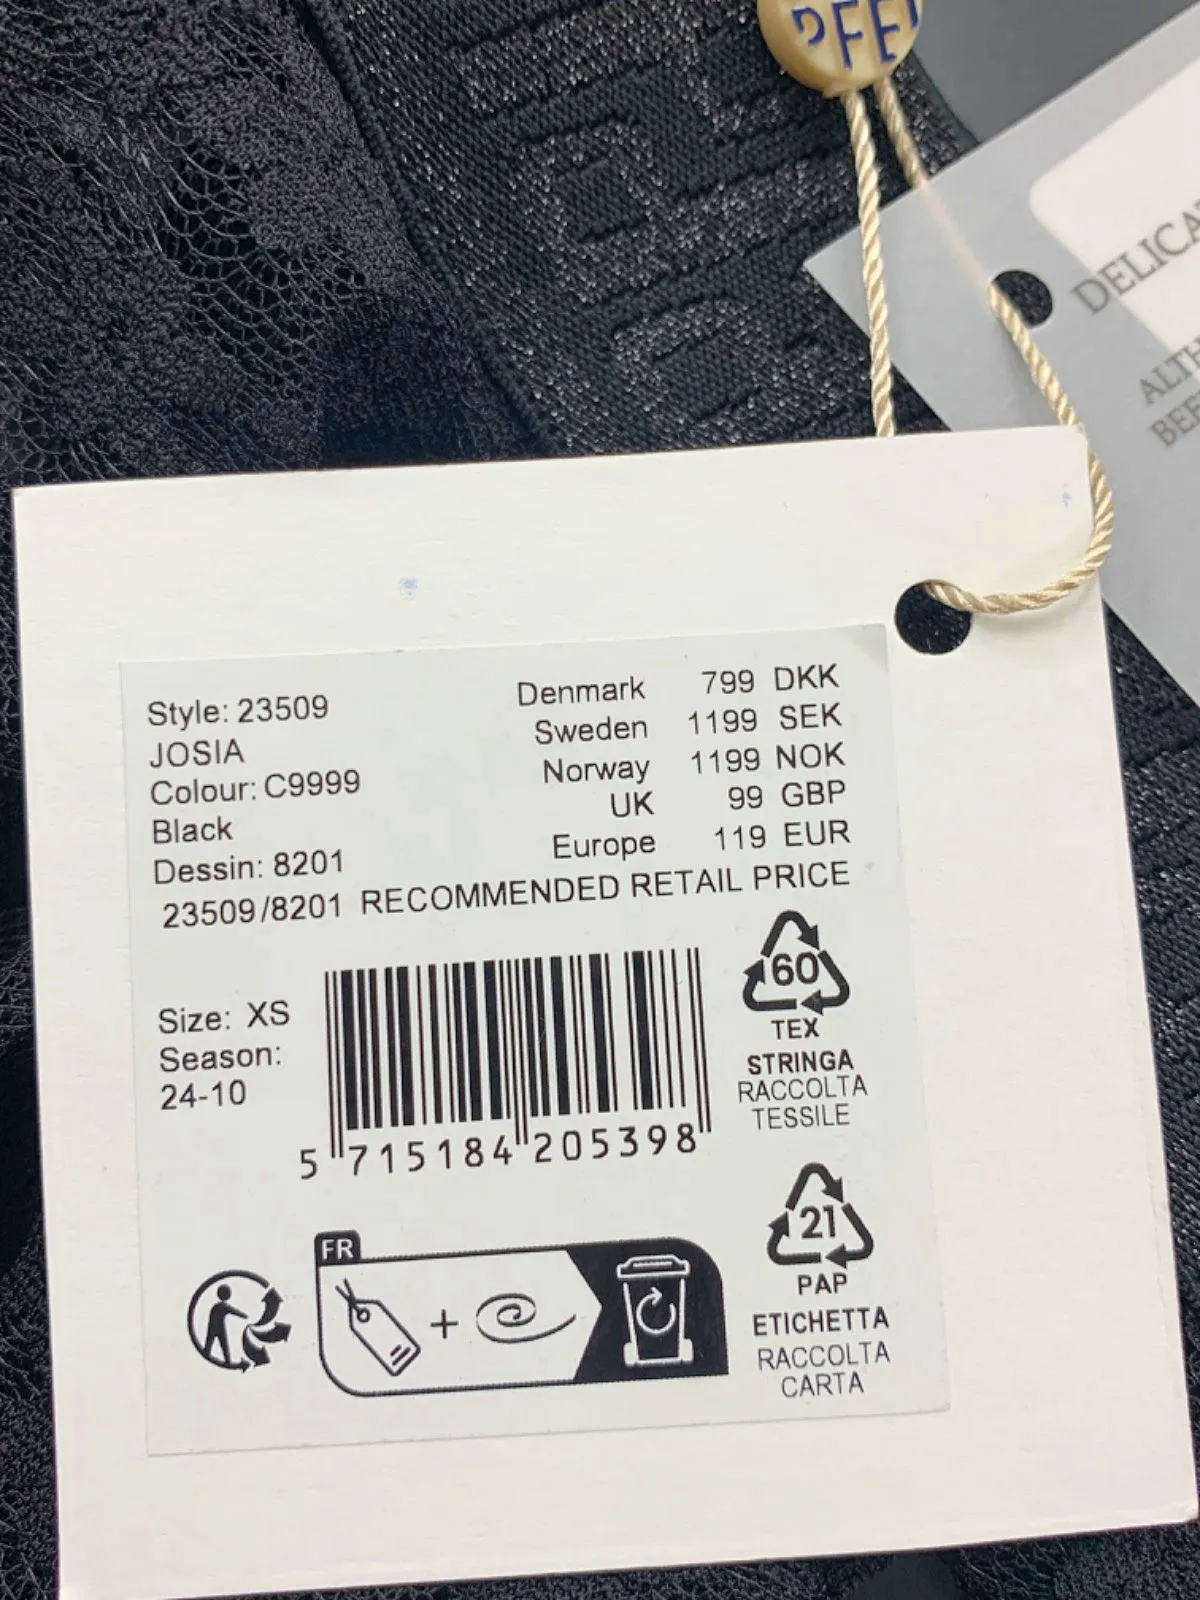 PFEI
DELICA
ALTH
BEE
Style: 23509
JOSIA
Colour: C9999
Black
Dessin: 8201
23509/8201 RECOMMENDED RETAIL PRICE
Denmark 799 DKK
Sweden 1199 SEK
Norway 1199 NOK
UK 99 GBP
Europe 119 EUR
Size: XS
Season:
24-10
5 715184 205398
60
TEX
STRINGA
RACCOLTA
TESSILE
FR
21
PAP
ETICHETTA
RACCOLTA
CARTA